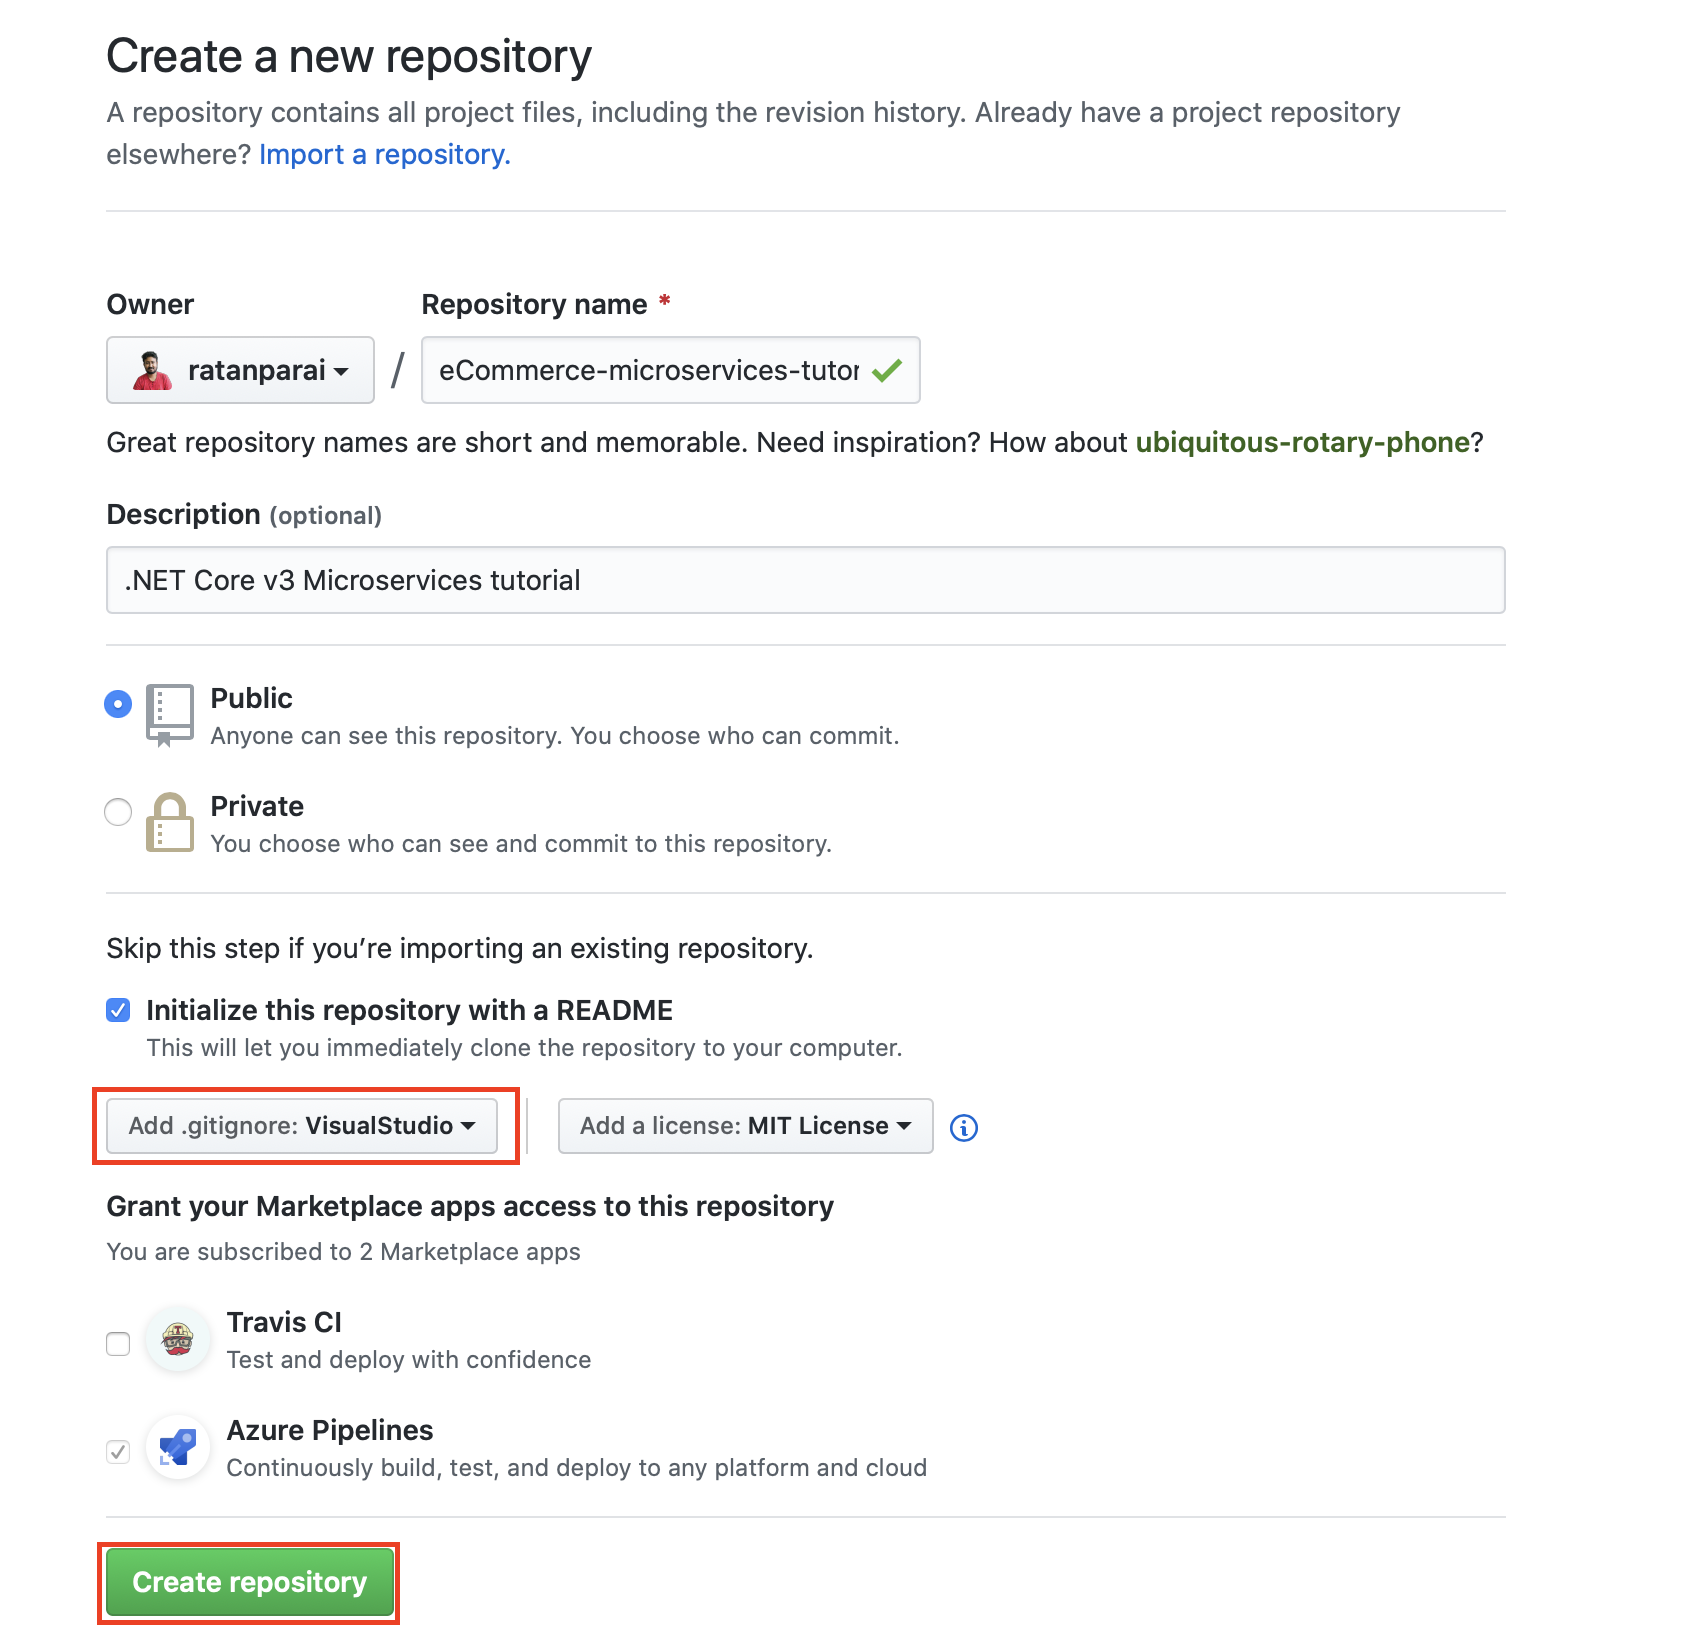 Create a new repository
A repository contains all project files, including the revision history. Already have a project repository
elsewhere? Import a repository.
Owner
Repository name *
ratanparai
/
eCommerce-microservices-tutor
Great repository names are short and memorable. Need inspiration? How about ubiquitous-rotary-phone?
Description (optional)
.NET Core v3 Microservices tutorial
Public
Anyone can see this repository. You choose who can commit.
Private
You choose who can see and commit to this repository.
Skip this step if you’re importing an existing repository.
Initialize this repository with a README
This will let you immediately clone the repository to your computer.
Add .gitignore: VisualStudio
Add a license: MIT License
Grant your Marketplace apps access to this repository
You are subscribed to 2 Marketplace apps
Travis CI
Test and deploy with confidence
Azure Pipelines
Continuously build, test, and deploy to any platform and cloud
Create repository